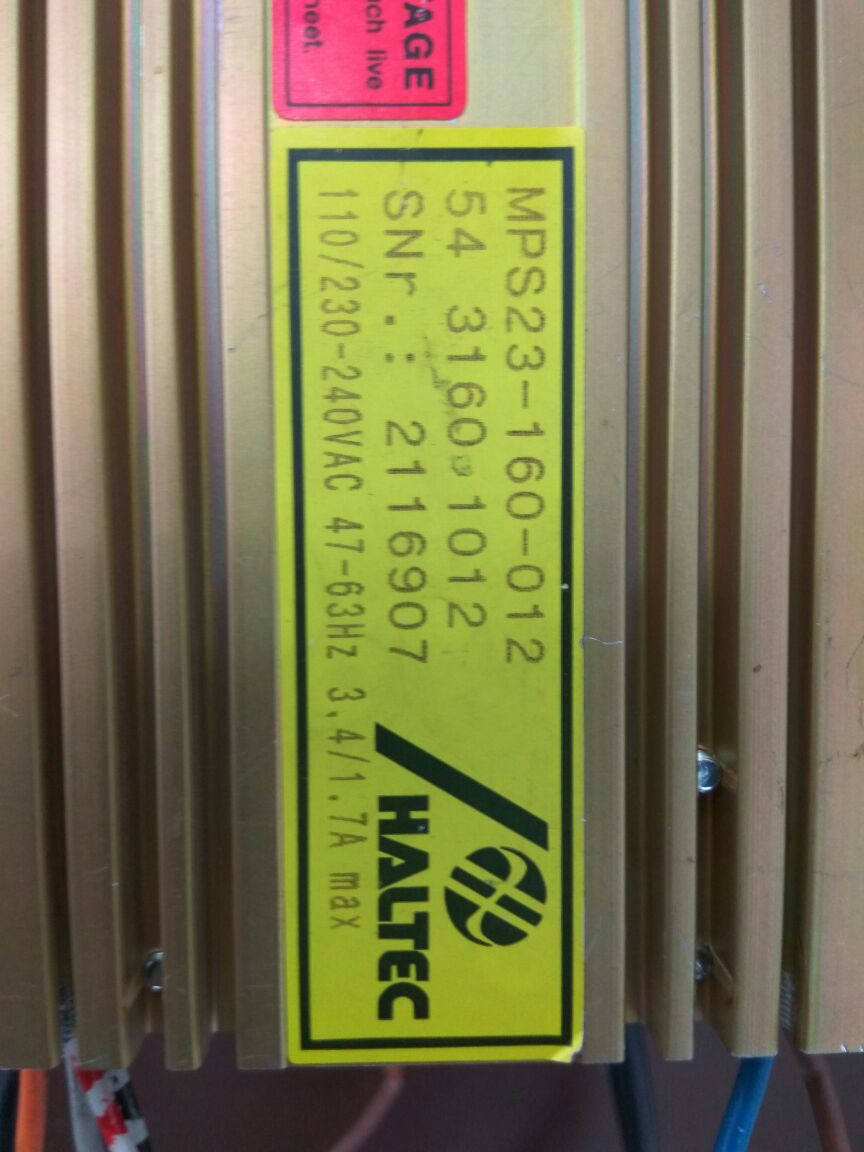 AGE
ch live
heet.
MPS23-160-012
54 3160 1012
SNr.: 2116907
110/230-240VAC 47-63Hz 3,4/1.7A max
HALTEC